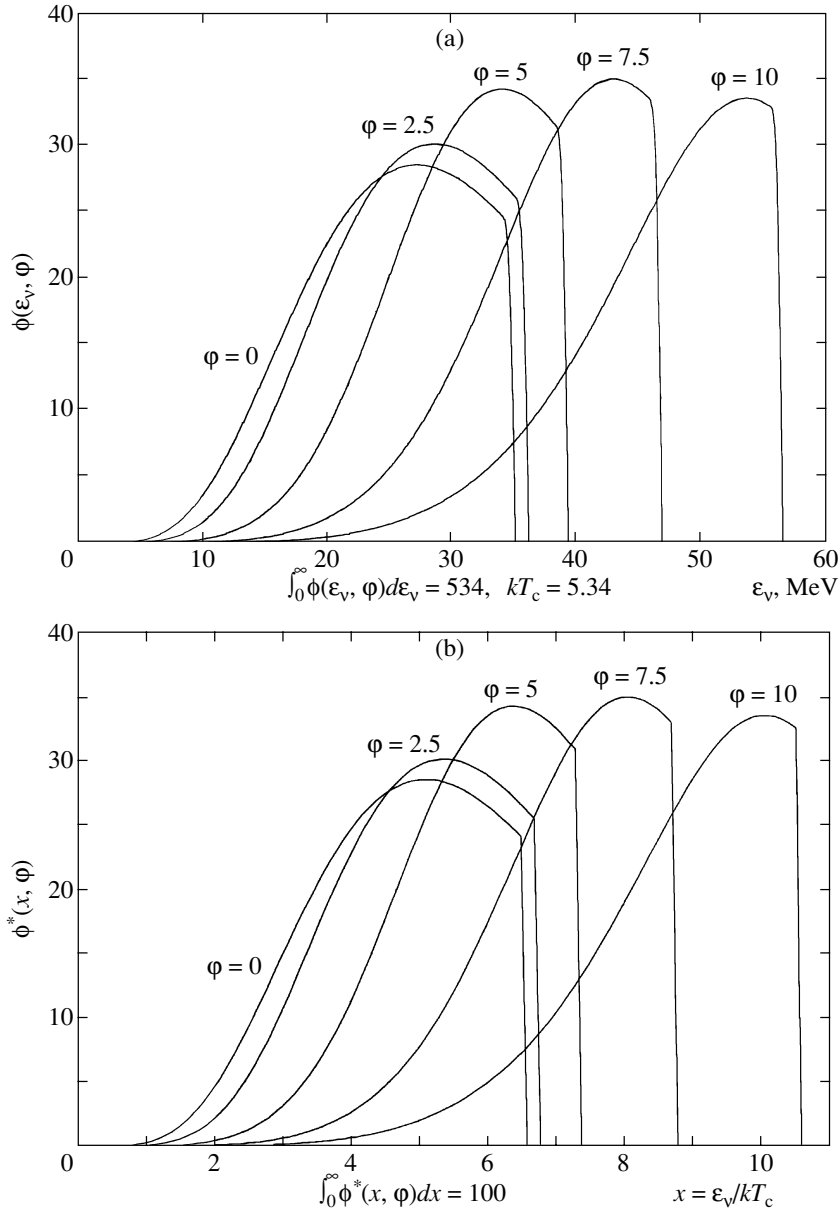 (a)
40
30
20
10
0
ϕ(εν, φ)
φ = 0
φ = 2.5
φ = 5
φ = 7.5
φ = 10
10 20 30 40 50 60
∫₀^∞ ϕ(εν, φ)dεν = 534, kTc = 5.34
εν, MeV
(b)
40
30
20
10
0
ϕ*(x, φ)
φ = 0
φ = 2.5
φ = 5
φ = 7.5
φ = 10
2 4 6 8 10
∫₀^∞ ϕ*(x, φ)dx = 100
x = εν/kTc